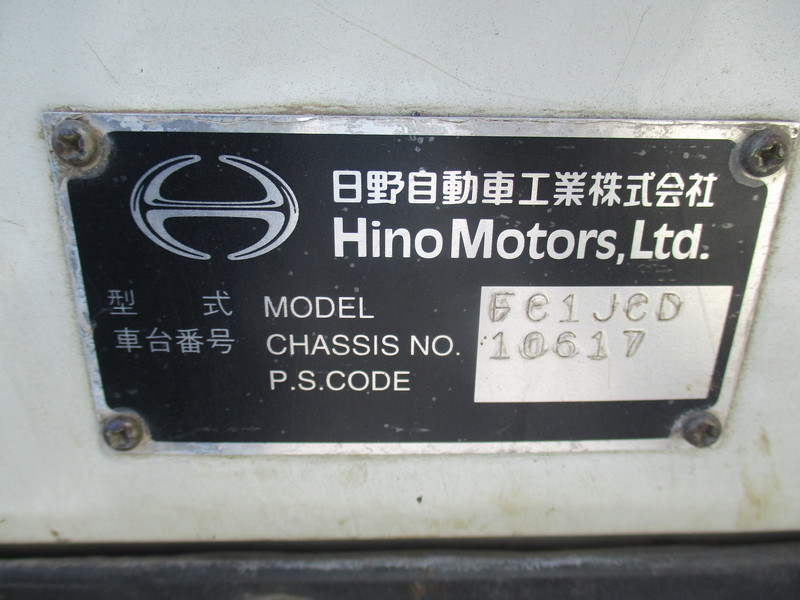 日野自動車工業株式会社
Hino Motors, Ltd.
型 式 MODEL FC1JCD
車台番号 CHASSIS NO. 10617
P.S.CODE